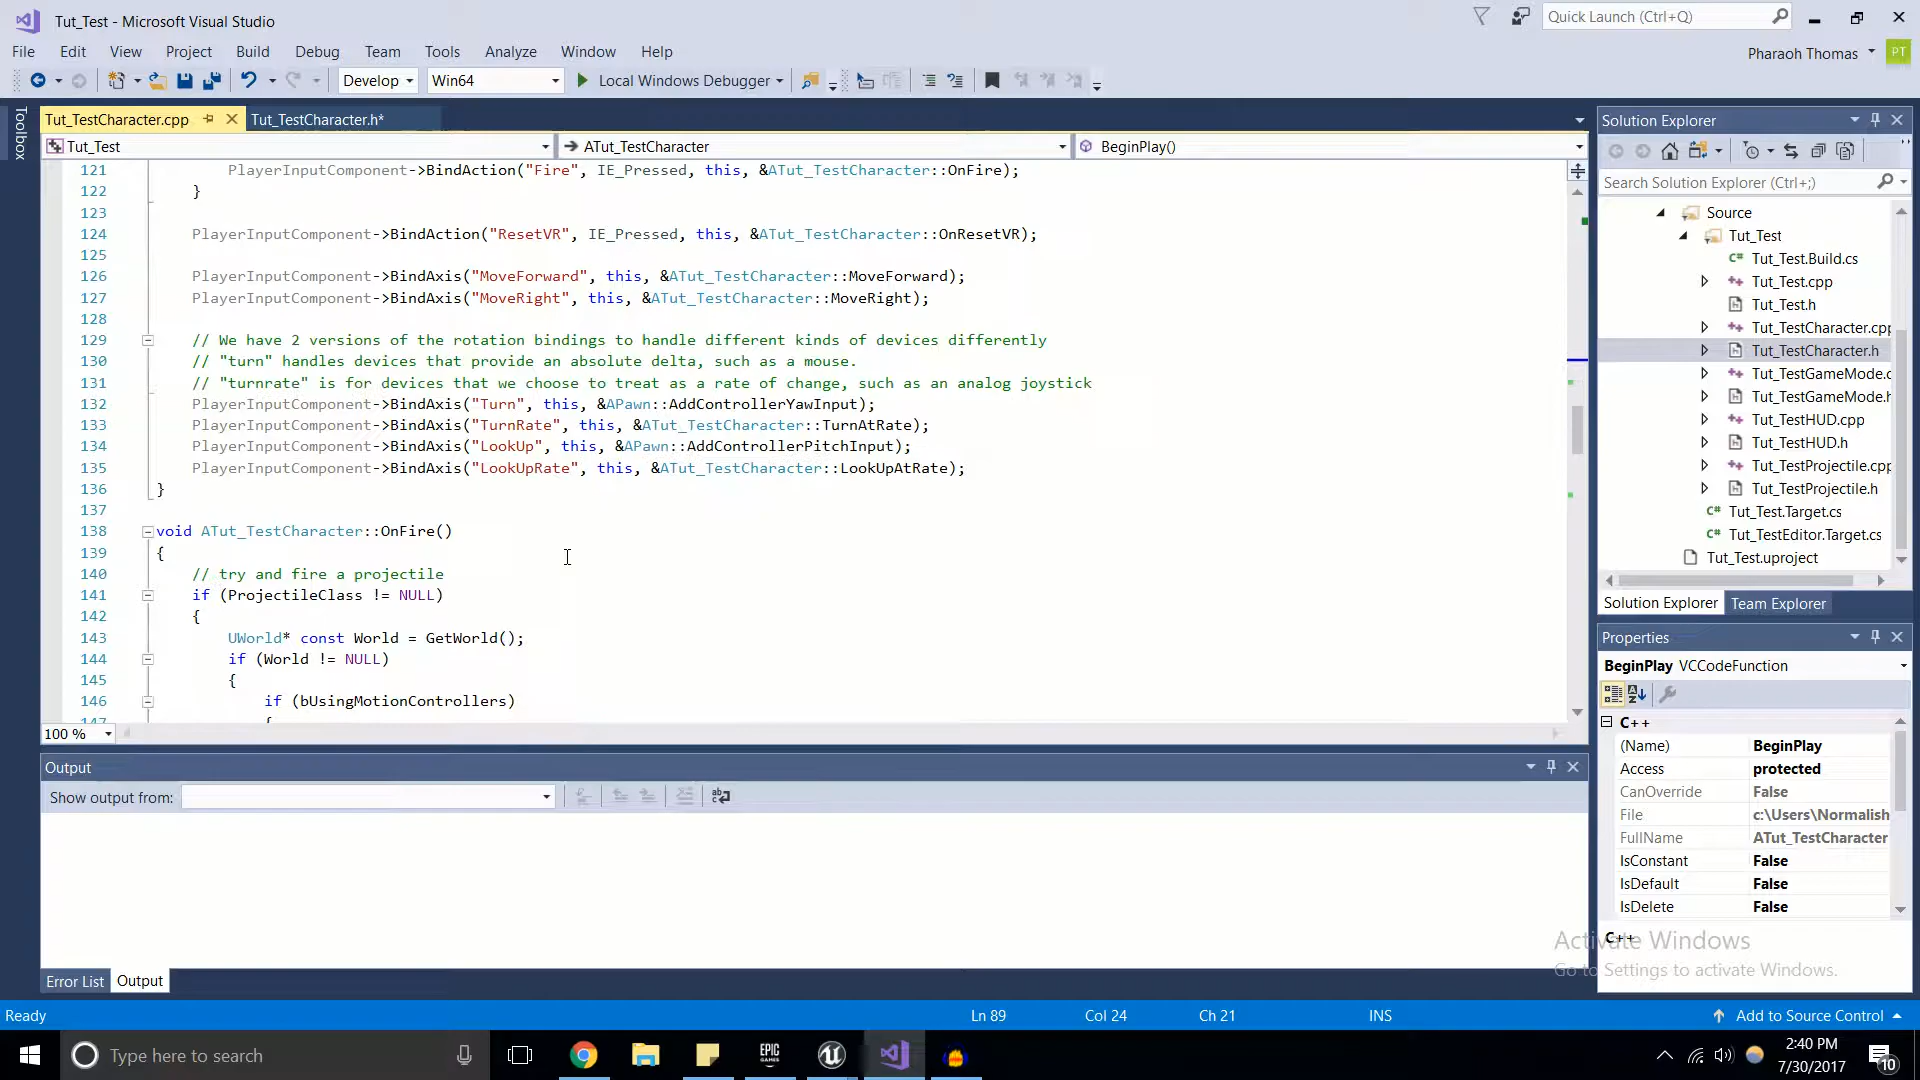 Tut_Test - Microsoft Visual Studio
Quick Launch (Ctrl+Q)
File Edit View Project Build Debug Team Tools Analyze Window Help
Pharaoh Thomas PT
Develop Win64 Local Windows Debugger
Toolbox
Tut_TestCharacter.cpp Tut_TestCharacter.h*
Tut_Test ATut_TestCharacter BeginPlay()
121 PlayerInputComponent->BindAction("Fire", IE_Pressed, this, &ATut_TestCharacter::OnFire);
122 }
123
124 PlayerInputComponent->BindAction("ResetVR", IE_Pressed, this, &ATut_TestCharacter::OnResetVR);
125
126 PlayerInputComponent->BindAxis("MoveForward", this, &ATut_TestCharacter::MoveForward);
127 PlayerInputComponent->BindAxis("MoveRight", this, &ATut_TestCharacter::MoveRight);
128
129 // We have 2 versions of the rotation bindings to handle different kinds of devices differently
130 // "turn" handles devices that provide an absolute delta, such as a mouse.
131 // "turnrate" is for devices that we choose to treat as a rate of change, such as an analog joystick
132 PlayerInputComponent->BindAxis("Turn", this, &APawn::AddControllerYawInput);
133 PlayerInputComponent->BindAxis("TurnRate", this, &ATut_TestCharacter::TurnAtRate);
134 PlayerInputComponent->BindAxis("LookUp", this, &APawn::AddControllerPitchInput);
135 PlayerInputComponent->BindAxis("LookUpRate", this, &ATut_TestCharacter::LookUpAtRate);
136 }
137
138 void ATut_TestCharacter::OnFire()
139 {
140 // try and fire a projectile
141 if (ProjectileClass != NULL)
142 {
143 UWorld* const World = GetWorld();
144 if (World != NULL)
145 {
146 if (bUsingMotionControllers)
147 {
100 %
Output
Show output from:
Error List Output
Solution Explorer
Search Solution Explorer (Ctrl+;)
Source
Tut_Test
C# Tut_Test.Build.cs
Tut_Test.cpp
Tut_Test.h
Tut_TestCharacter.cpp
Tut_TestCharacter.h
Tut_TestGameMode.c
Tut_TestGameMode.h
Tut_TestHUD.cpp
Tut_TestHUD.h
Tut_TestProjectile.cpp
Tut_TestProjectile.h
C# Tut_Test.Target.cs
C# Tut_TestEditor.Target.cs
Tut_Test.uproject
Solution Explorer Team Explorer
Properties
BeginPlay VCCodeFunction
C++
(Name) BeginPlay
Access protected
CanOverride False
File c:\Users\Normalish
FullName ATut_TestCharacter
IsConstant False
IsDefault False
IsDelete False
C++
Activate Windows
Go to Settings to activate Windows.
Ready Ln 89 Col 24 Ch 21 INS Add to Source Control
Type here to search
EPIC GAMES
2:40 PM
7/30/2017
10